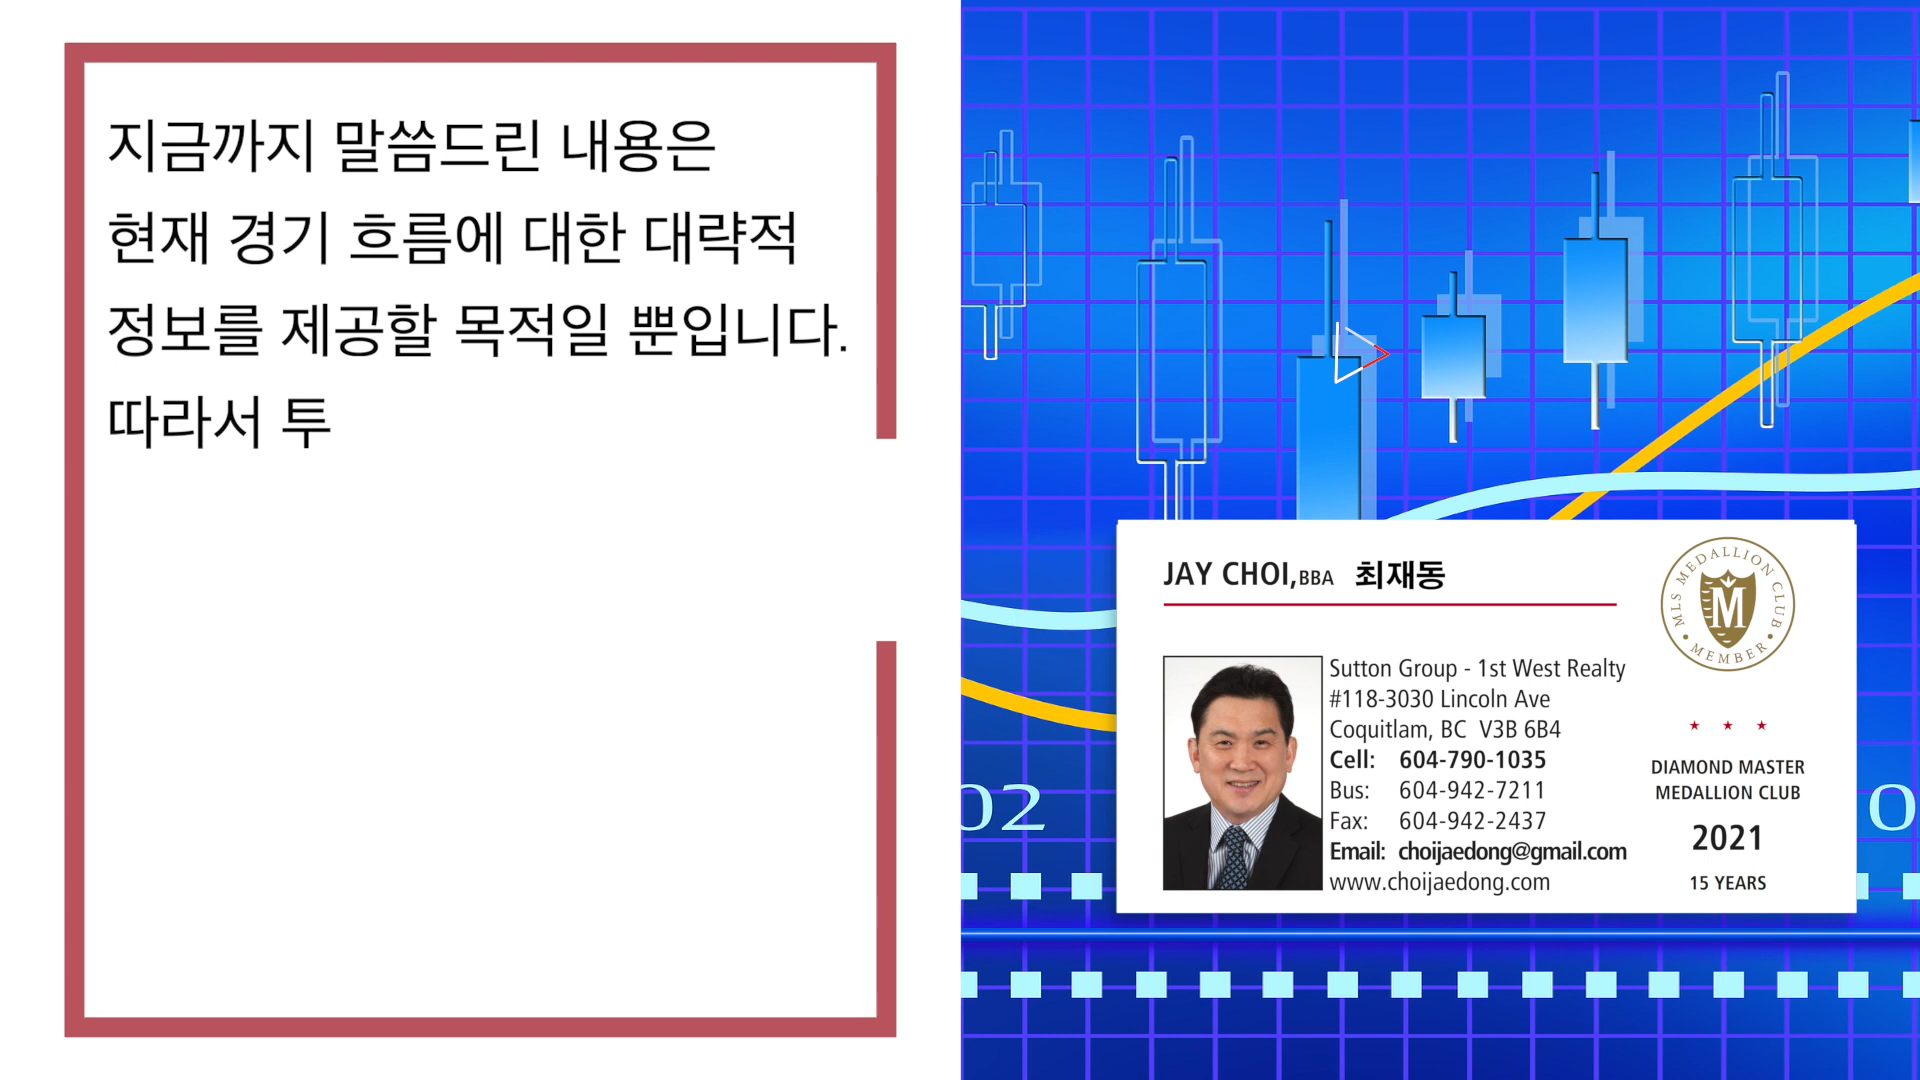 지금까지 말씀드린 내용은
현재 경기 흐름에 대한 대략적
정보를 제공할 목적일 뿐입니다.
따라서 투
JAY CHOI, BBA 최재동
MLS MEDALLION CLUB
MEMBER
M
Sutton Group - 1st West Realty
#118-3030 Lincoln Ave
Coquitlam, BC V3B 6B4
Cell: 604-790-1035
Bus: 604-942-7211
Fax: 604-942-2437
Email: choijaedong@gmail.com
www.choijaedong.com
DIAMOND MASTER
MEDALLION CLUB
2021
15 YEARS
02
0